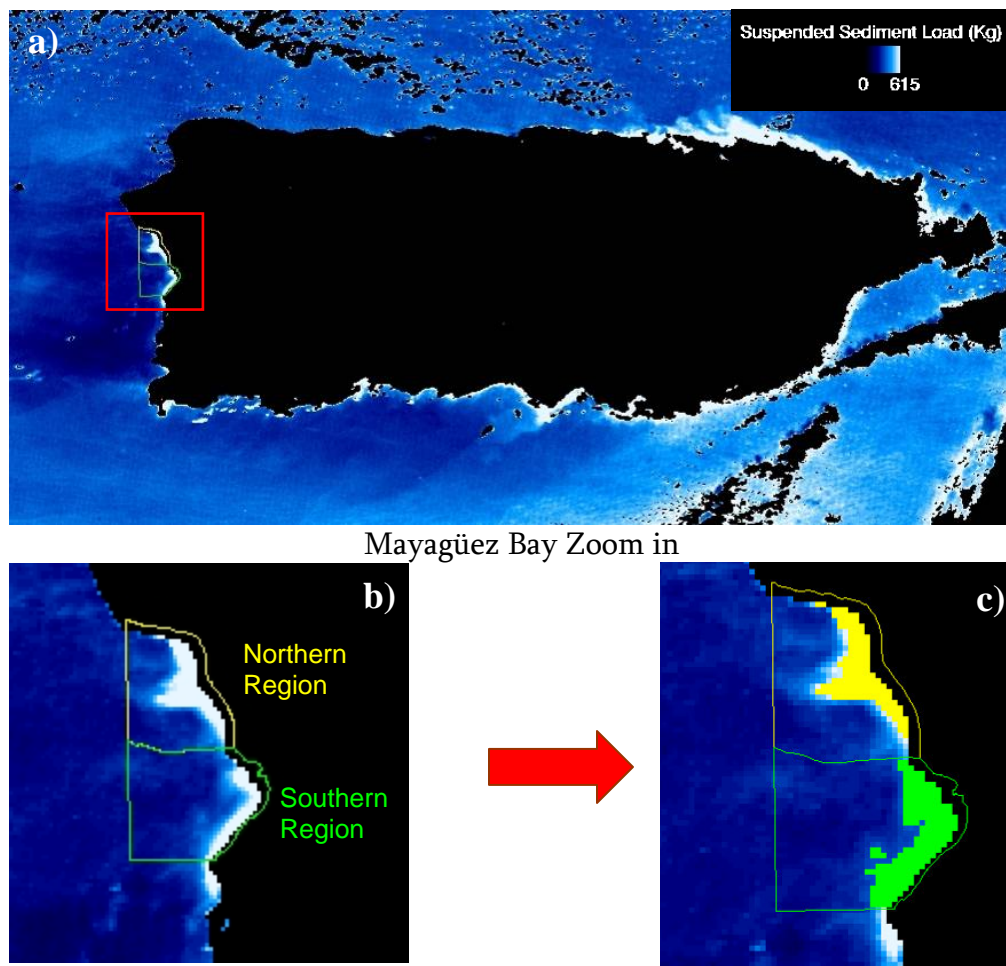 a)
Suspended Sediment Load (Kg)
0 615
Mayagüez Bay Zoom in
b)
Northern
Region
Southern
Region
c)